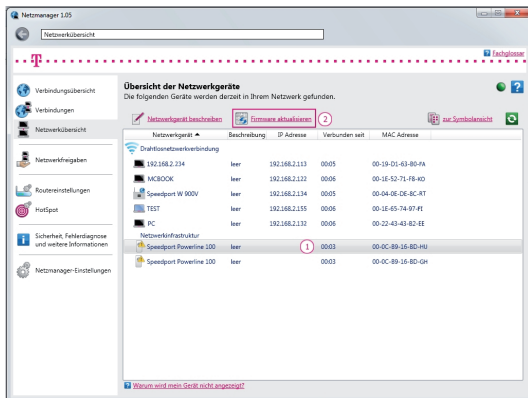 Netzmanager 1.05
Netzwerkübersicht
Fachglossar
T
Verbindungsübersicht
Verbindungen
Netzwerkübersicht
Netzwerkfreigaben
Routereinstellungen
HotSpot
Sicherheit, Fehlerdiagnose
und weitere Informationen
Netzmanager-Einstellungen
Übersicht der Netzwerkgeräte
Die folgenden Geräte werden derzeit in Ihrem Netzwerk gefunden.
Netzwerkgerät beschreiben Firmware aktualisieren 2 zur Symbolansicht
Netzwerkgerät Beschreibung IP Adresse Verbunden seit MAC Adresse
Drahtlosnetzwerkverbindung
192.168.2.234 leer 192.168.2.113 00:05 00-19-D1-63-B0-FA
MCBOOK leer 192.168.2.122 00:06 00-1E-52-71-F8-KO
Speedport W 900V leer 192.168.2.134 00:05 00-04-0E-DE-8C-RT
TEST leer 192.168.2.155 00:06 00-1E-65-74-97-FE
PC leer 192.168.2.132 00:06 00-22-43-43-B2-EE
Netzwerkinfrastruktur
Speedport Powerline 100 leer 1 00:03 00-0C-B9-16-BD-HU
Speedport Powerline 100 leer 00:03 00-0C-B9-16-BD-GH
Warum wird mein Gerät nicht angezeigt?